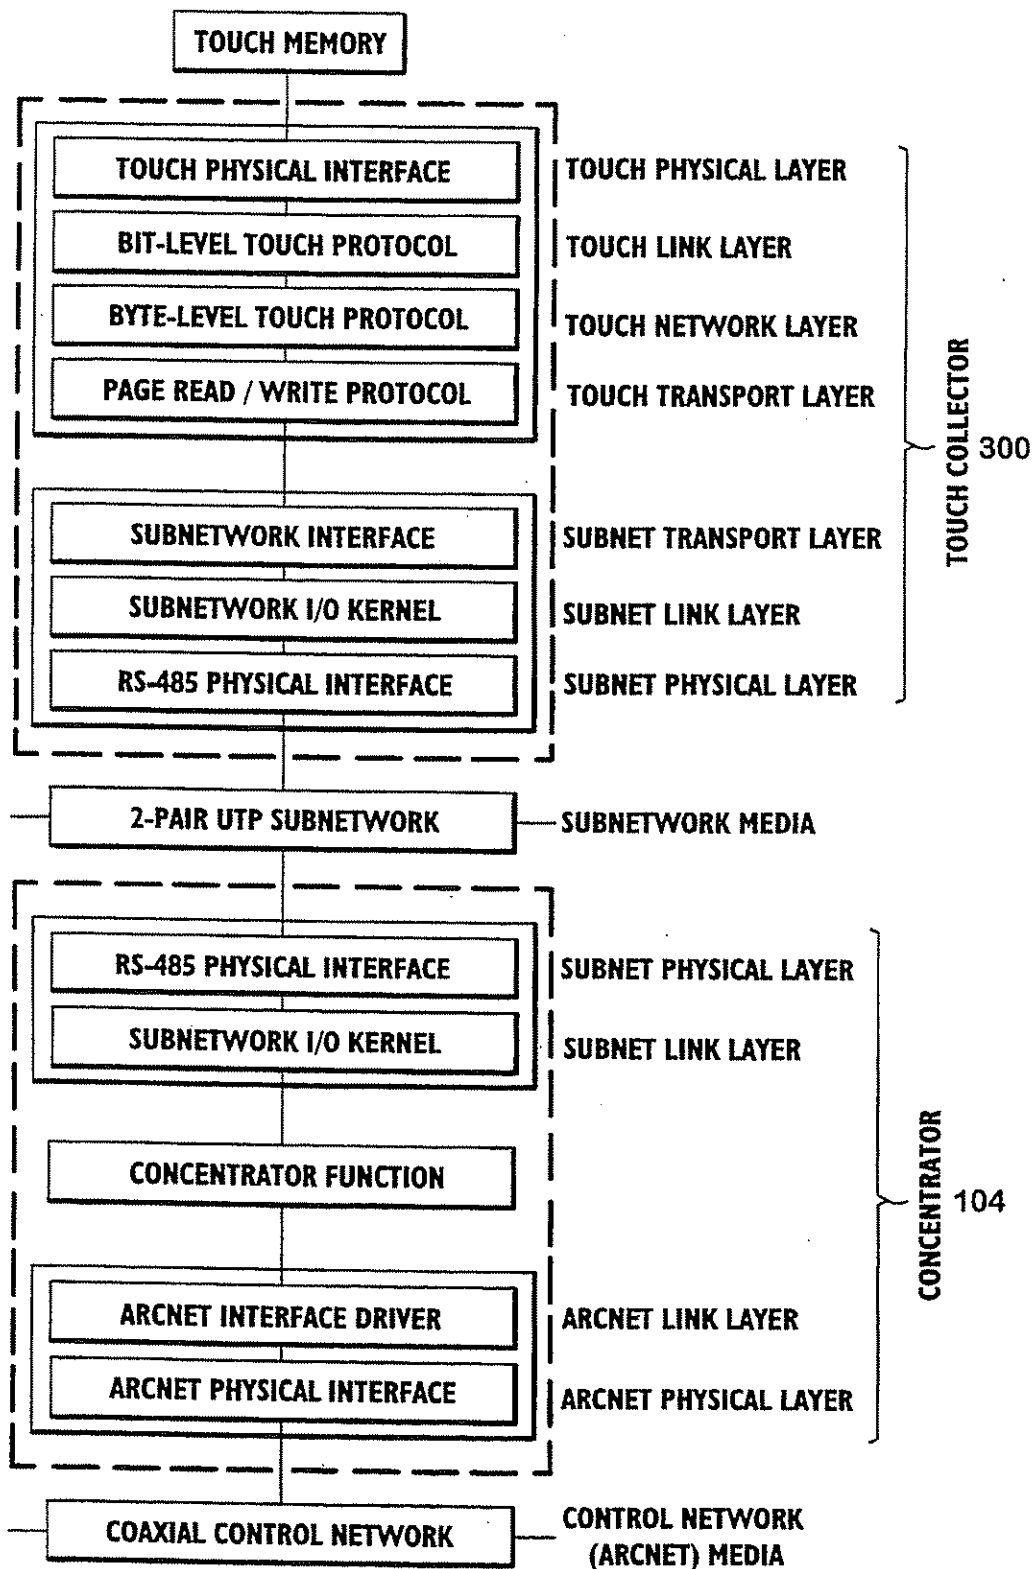 TOUCH MEMORY
TOUCH PHYSICAL INTERFACE
TOUCH PHYSICAL LAYER
BIT-LEVEL TOUCH PROTOCOL
TOUCH LINK LAYER
BYTE-LEVEL TOUCH PROTOCOL
TOUCH NETWORK LAYER
PAGE READ / WRITE PROTOCOL
TOUCH TRANSPORT LAYER
TOUCH COLLECTOR
300
SUBNETWORK INTERFACE
SUBNET TRANSPORT LAYER
SUBNETWORK I/O KERNEL
SUBNET LINK LAYER
RS-485 PHYSICAL INTERFACE
SUBNET PHYSICAL LAYER
2-PAIR UTP SUBNETWORK
SUBNETWORK MEDIA
RS-485 PHYSICAL INTERFACE
SUBNET PHYSICAL LAYER
SUBNETWORK I/O KERNEL
SUBNET LINK LAYER
CONCENTRATOR FUNCTION
CONCENTRATOR
104
ARCNET INTERFACE DRIVER
ARCNET LINK LAYER
ARCNET PHYSICAL INTERFACE
ARCNET PHYSICAL LAYER
COAXIAL CONTROL NETWORK
CONTROL NETWORK
(ARCNET) MEDIA